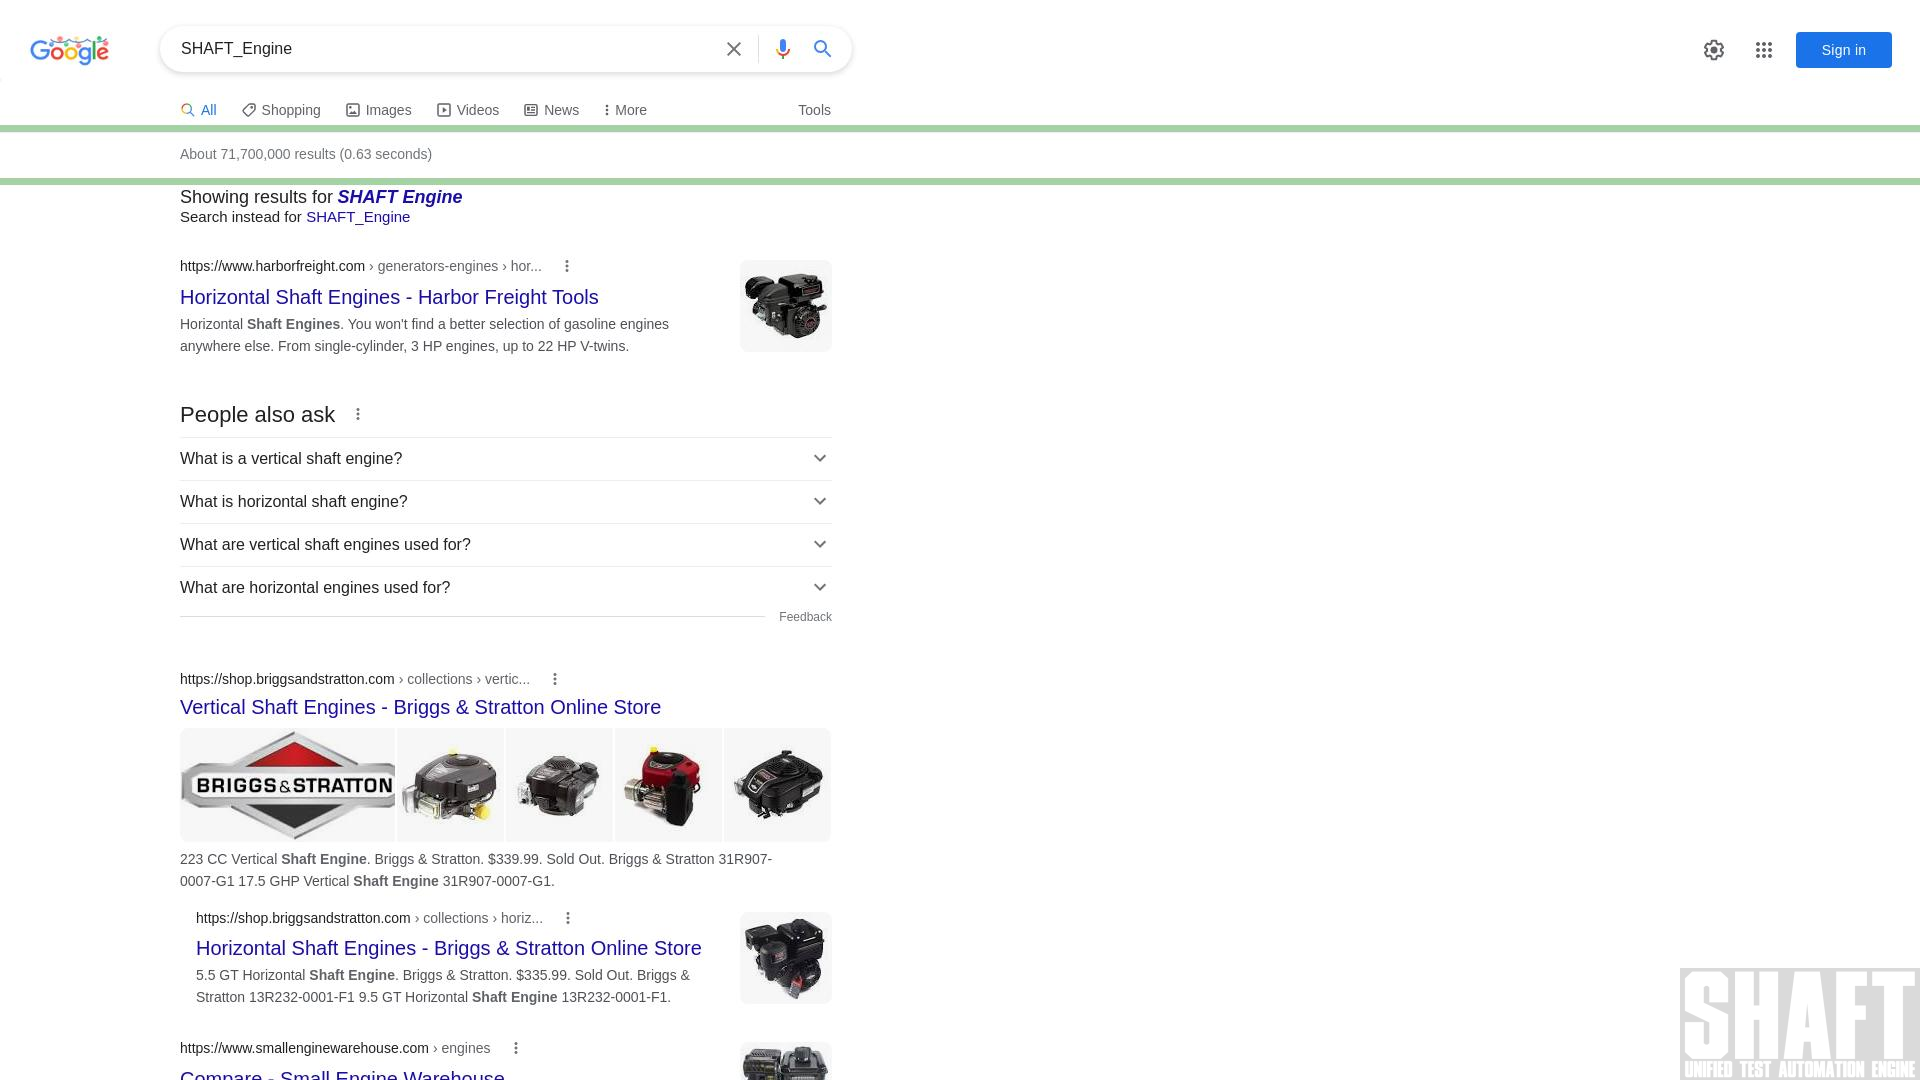 Google
SHAFT_Engine
Sign in
All
Shopping
Images
Videos
News
More
Tools
About 71,700,000 results (0.63 seconds)
Showing results for SHAFT Engine
Search instead for SHAFT_Engine
https://www.harborfreight.com › generators-engines › hor...
Horizontal Shaft Engines - Harbor Freight Tools
Horizontal Shaft Engines. You won't find a better selection of gasoline engines
anywhere else. From single-cylinder, 3 HP engines, up to 22 HP V-twins.
People also ask
What is a vertical shaft engine?
What is horizontal shaft engine?
What are vertical shaft engines used for?
What are horizontal engines used for?
Feedback
https://shop.briggsandstratton.com › collections › vertic...
Vertical Shaft Engines - Briggs & Stratton Online Store
BRIGGS & STRATTON
223 CC Vertical Shaft Engine. Briggs & Stratton. $339.99. Sold Out. Briggs & Stratton 31R907-
0007-G1 17.5 GHP Vertical Shaft Engine 31R907-0007-G1.
https://shop.briggsandstratton.com › collections › horiz...
Horizontal Shaft Engines - Briggs & Stratton Online Store
5.5 GT Horizontal Shaft Engine. Briggs & Stratton. $335.99. Sold Out. Briggs &
Stratton 13R232-0001-F1 9.5 GT Horizontal Shaft Engine 13R232-0001-F1.
https://www.smallenginewarehouse.com › engines
Compare - Small Engine Warehouse
SHAFT
UNIFIED TEST AUTOMATION ENGINE